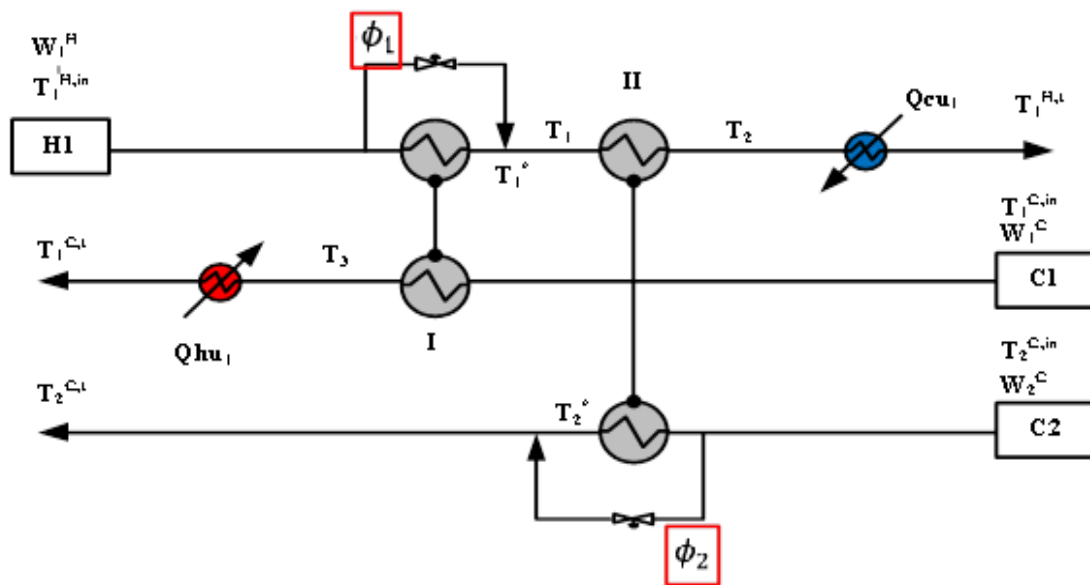 W₁ᴴ
T₁ᴴ,ⁱⁿ
H1
ϕ₁
T₁
T₁°
II
T₂
Qcu₁
T₁ᴴ,ᵗ
T₁ᶜ,ᵗ
T₃
Qhu₁
I
T₁ᶜ,ⁱⁿ
W₁ᶜ
C1
T₂ᶜ,ᵗ
T₂°
T₂ᶜ,ⁱⁿ
W₂ᶜ
C2
ϕ₂